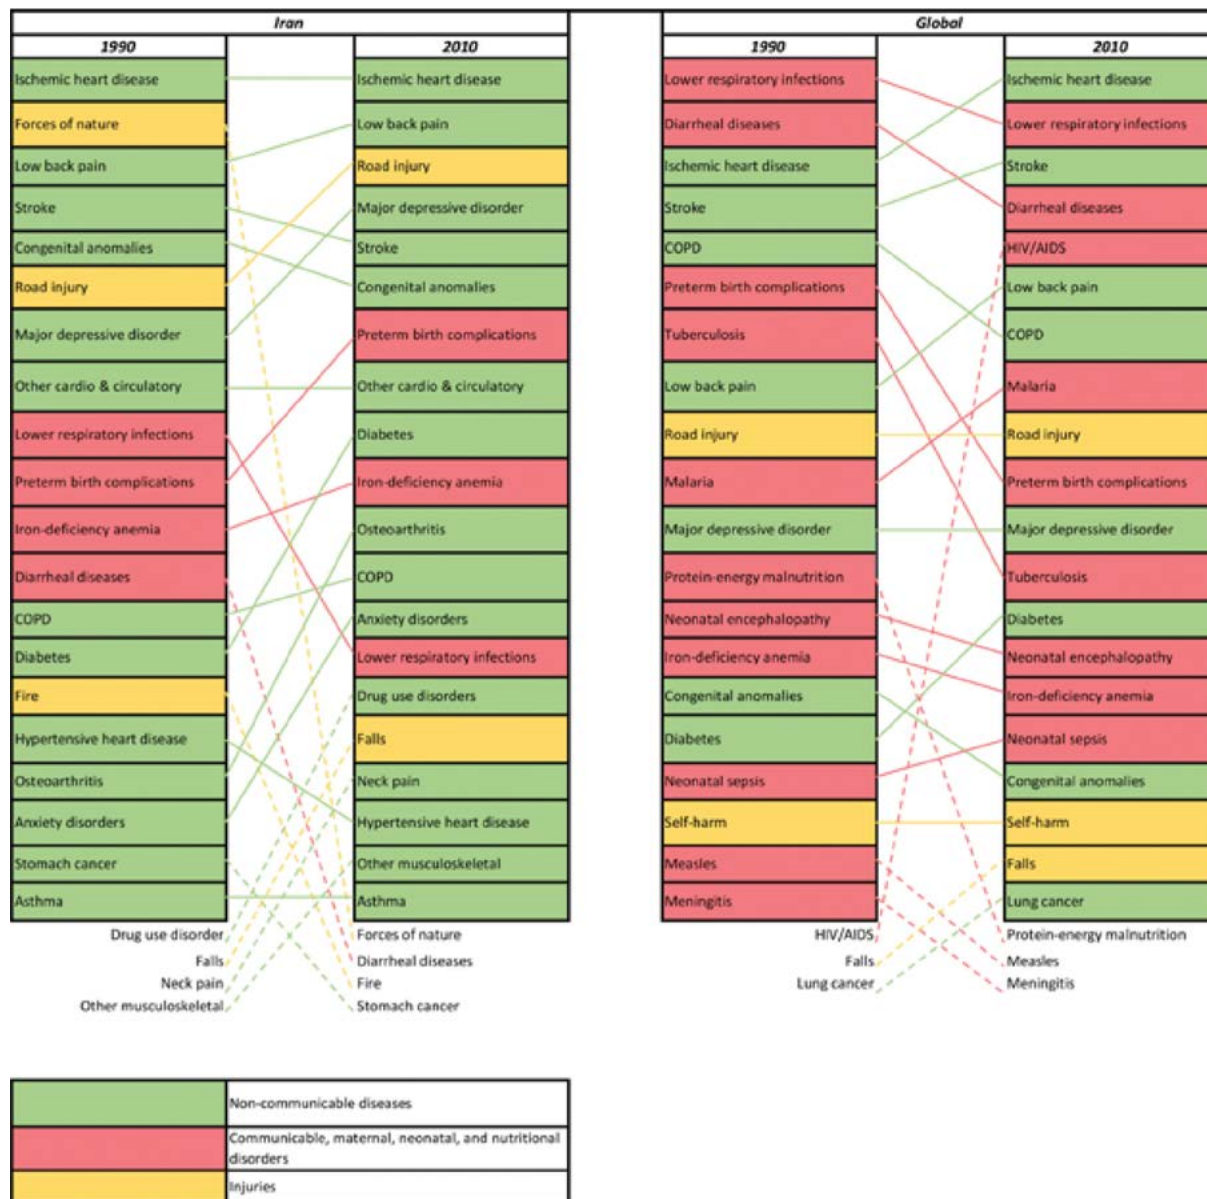 Iran
1990
2010
Ischemic heart disease
Ischemic heart disease
Forces of nature
Low back pain
Low back pain
Road injury
Stroke
Major depressive disorder
Congenital anomalies
Stroke
Road injury
Congenital anomalies
Major depressive disorder
Preterm birth complications
Other cardio & circulatory
Other cardio & circulatory
Lower respiratory infections
Diabetes
Preterm birth complications
Iron-deficiency anemia
Iron-deficiency anemia
Osteoarthritis
Diarrheal diseases
COPD
COPD
Anxiety disorders
Diabetes
Lower respiratory infections
Fire
Drug use disorders
Hypertensive heart disease
Falls
Osteoarthritis
Neck pain
Anxiety disorders
Hypertensive heart disease
Stomach cancer
Other musculoskeletal
Asthma
Asthma
Drug use disorder
Forces of nature
Falls
Diarrheal diseases
Neck pain
Fire
Other musculoskeletal
Stomach cancer
Global
1990
2010
Lower respiratory infections
Ischemic heart disease
Diarrheal diseases
Lower respiratory infections
Ischemic heart disease
Stroke
Stroke
Diarrheal diseases
COPD
HIV/AIDS
Preterm birth complications
Low back pain
Tuberculosis
COPD
Low back pain
Malaria
Road injury
Road injury
Malaria
Preterm birth complications
Major depressive disorder
Major depressive disorder
Protein-energy malnutrition
Tuberculosis
Neonatal encephalopathy
Diabetes
Iron-deficiency anemia
Neonatal encephalopathy
Congenital anomalies
Iron-deficiency anemia
Diabetes
Neonatal sepsis
Neonatal sepsis
Congenital anomalies
Self-harm
Self-harm
Measles
Falls
Meningitis
Lung cancer
HIV/AIDS
Protein-energy malnutrition
Falls
Measles
Lung cancer
Meningitis
Non-communicable diseases
Communicable, maternal, neonatal, and nutritional
disorders
Injuries